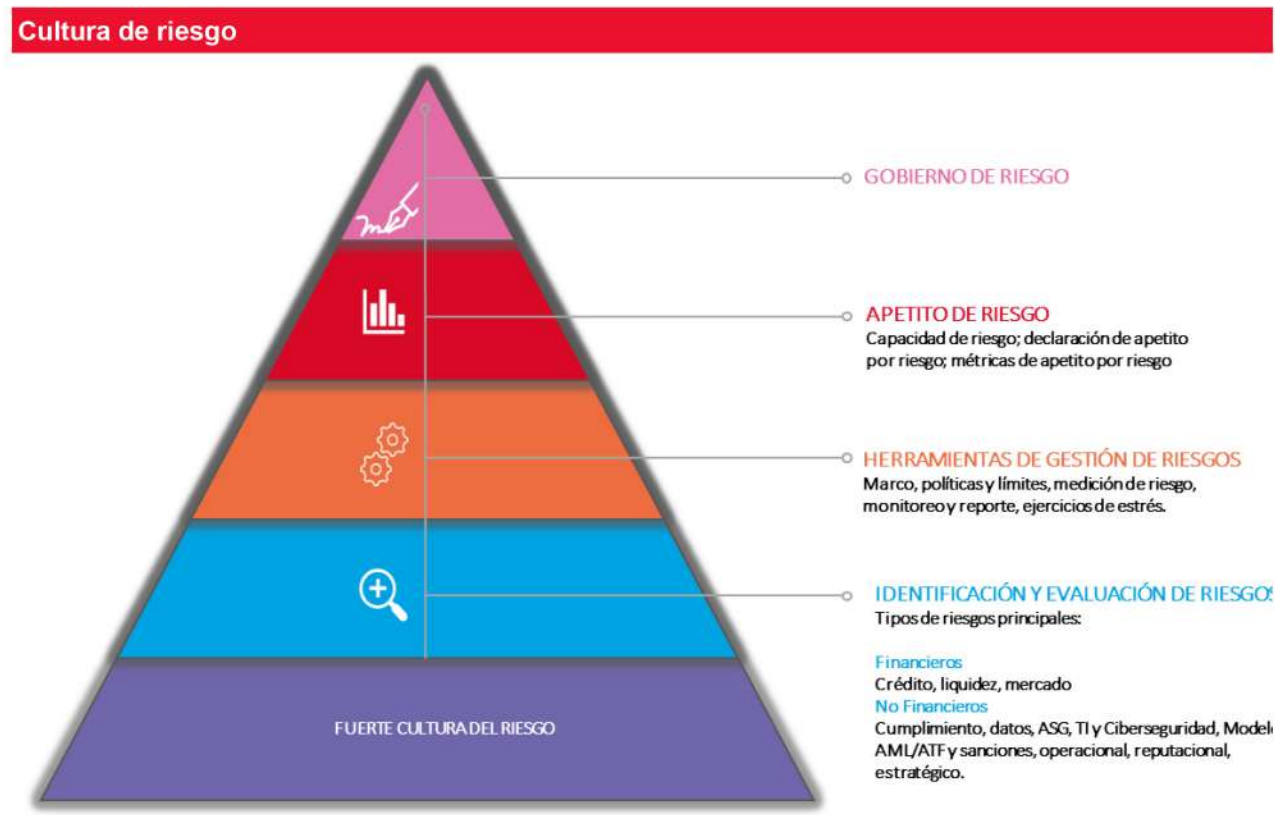 Cultura de riesgo
GOBIERNO DE RIESGO
APETITO DE RIESGO
Capacidad de riesgo; declaración de apetito
por riesgo; métricas de apetito por riesgo
HERRAMIENTAS DE GESTIÓN DE RIESGOS
Marco, políticas y límites, medición de riesgo,
monitoreo y reporte, ejercicios de estrés.
IDENTIFICACIÓN Y EVALUACIÓN DE RIESGOS
Tipos de riesgos principales:
Financieros
Crédito, liquidez, mercado
No Financieros
Cumplimiento, datos, ASG, TI y Ciberseguridad, Model
AML/ATF y sanciones, operacional, reputacional,
estratégico.
FUERTE CULTURA DEL RIESGO